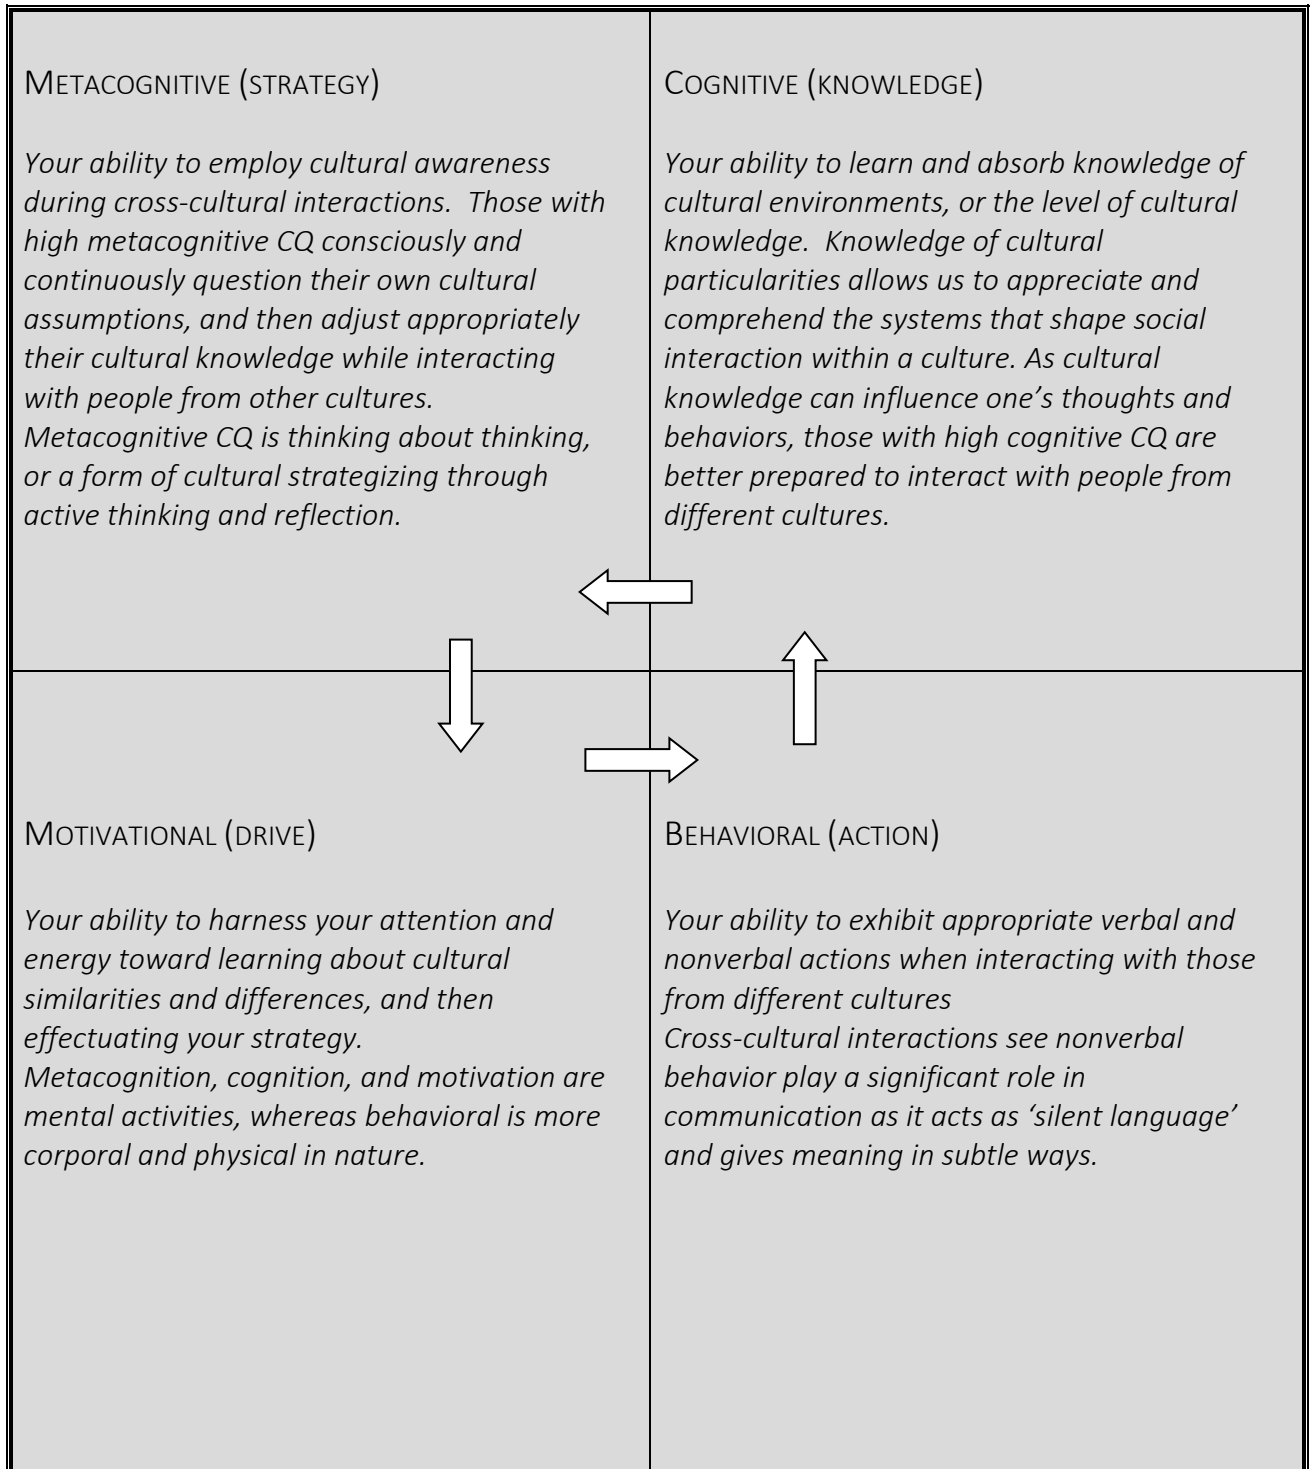 METACOGNITIVE (STRATEGY)
Your ability to employ cultural awareness
during cross-cultural interactions.  Those with
high metacognitive CQ consciously and
continuously question their own cultural
assumptions, and then adjust appropriately
their cultural knowledge while interacting
with people from other cultures.
Metacognitive CQ is thinking about thinking,
or a form of cultural strategizing through
active thinking and reflection.
COGNITIVE (KNOWLEDGE)
Your ability to learn and absorb knowledge of
cultural environments, or the level of cultural
knowledge.  Knowledge of cultural
particularities allows us to appreciate and
comprehend the systems that shape social
interaction within a culture. As cultural
knowledge can influence one’s thoughts and
behaviors, those with high cognitive CQ are
better prepared to interact with people from
different cultures.
MOTIVATIONAL (DRIVE)
Your ability to harness your attention and
energy toward learning about cultural
similarities and differences, and then
effectuating your strategy.
Metacognition, cognition, and motivation are
mental activities, whereas behavioral is more
corporal and physical in nature.
BEHAVIORAL (ACTION)
Your ability to exhibit appropriate verbal and
nonverbal actions when interacting with those
from different cultures
Cross-cultural interactions see nonverbal
behavior play a significant role in
communication as it acts as ‘silent language’
and gives meaning in subtle ways.